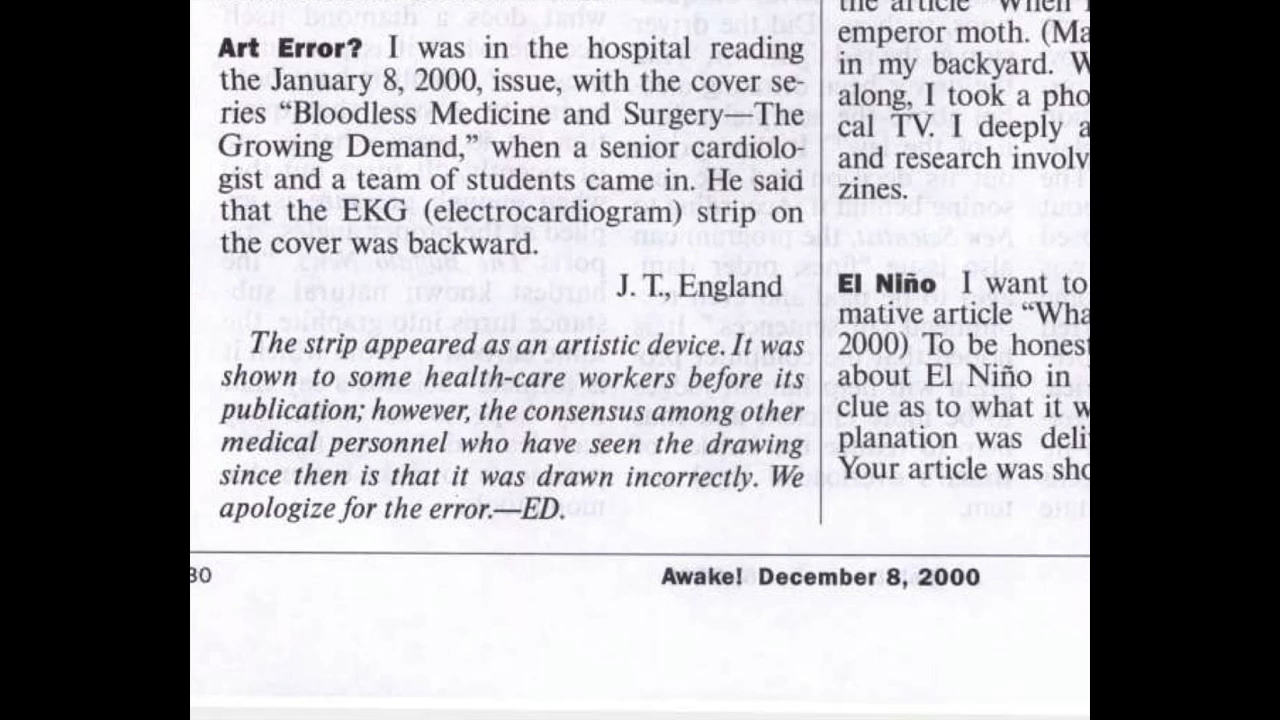 Art Error? I was in the hospital reading
the January 8, 2000, issue, with the cover se-
ries “Bloodless Medicine and Surgery—The
Growing Demand,” when a senior cardiolo-
gist and a team of students came in. He said
that the EKG (electrocardiogram) strip on
the cover was backward.
J. T., England
The strip appeared as an artistic device. It was
shown to some health-care workers before its
publication; however, the consensus among other
medical personnel who have seen the drawing
since then is that it was drawn incorrectly. We
apologize for the error.—ED.
the article “When
emperor moth. (Ma
in my backyard. W
along, I took a pho
cal TV. I deeply a
and research involv
zines.
El Niño I want to
mative article “Wha
2000) To be honest
about El Niño in
clue as to what it w
planation was deli
Your article was sho
30
Awake! December 8, 2000